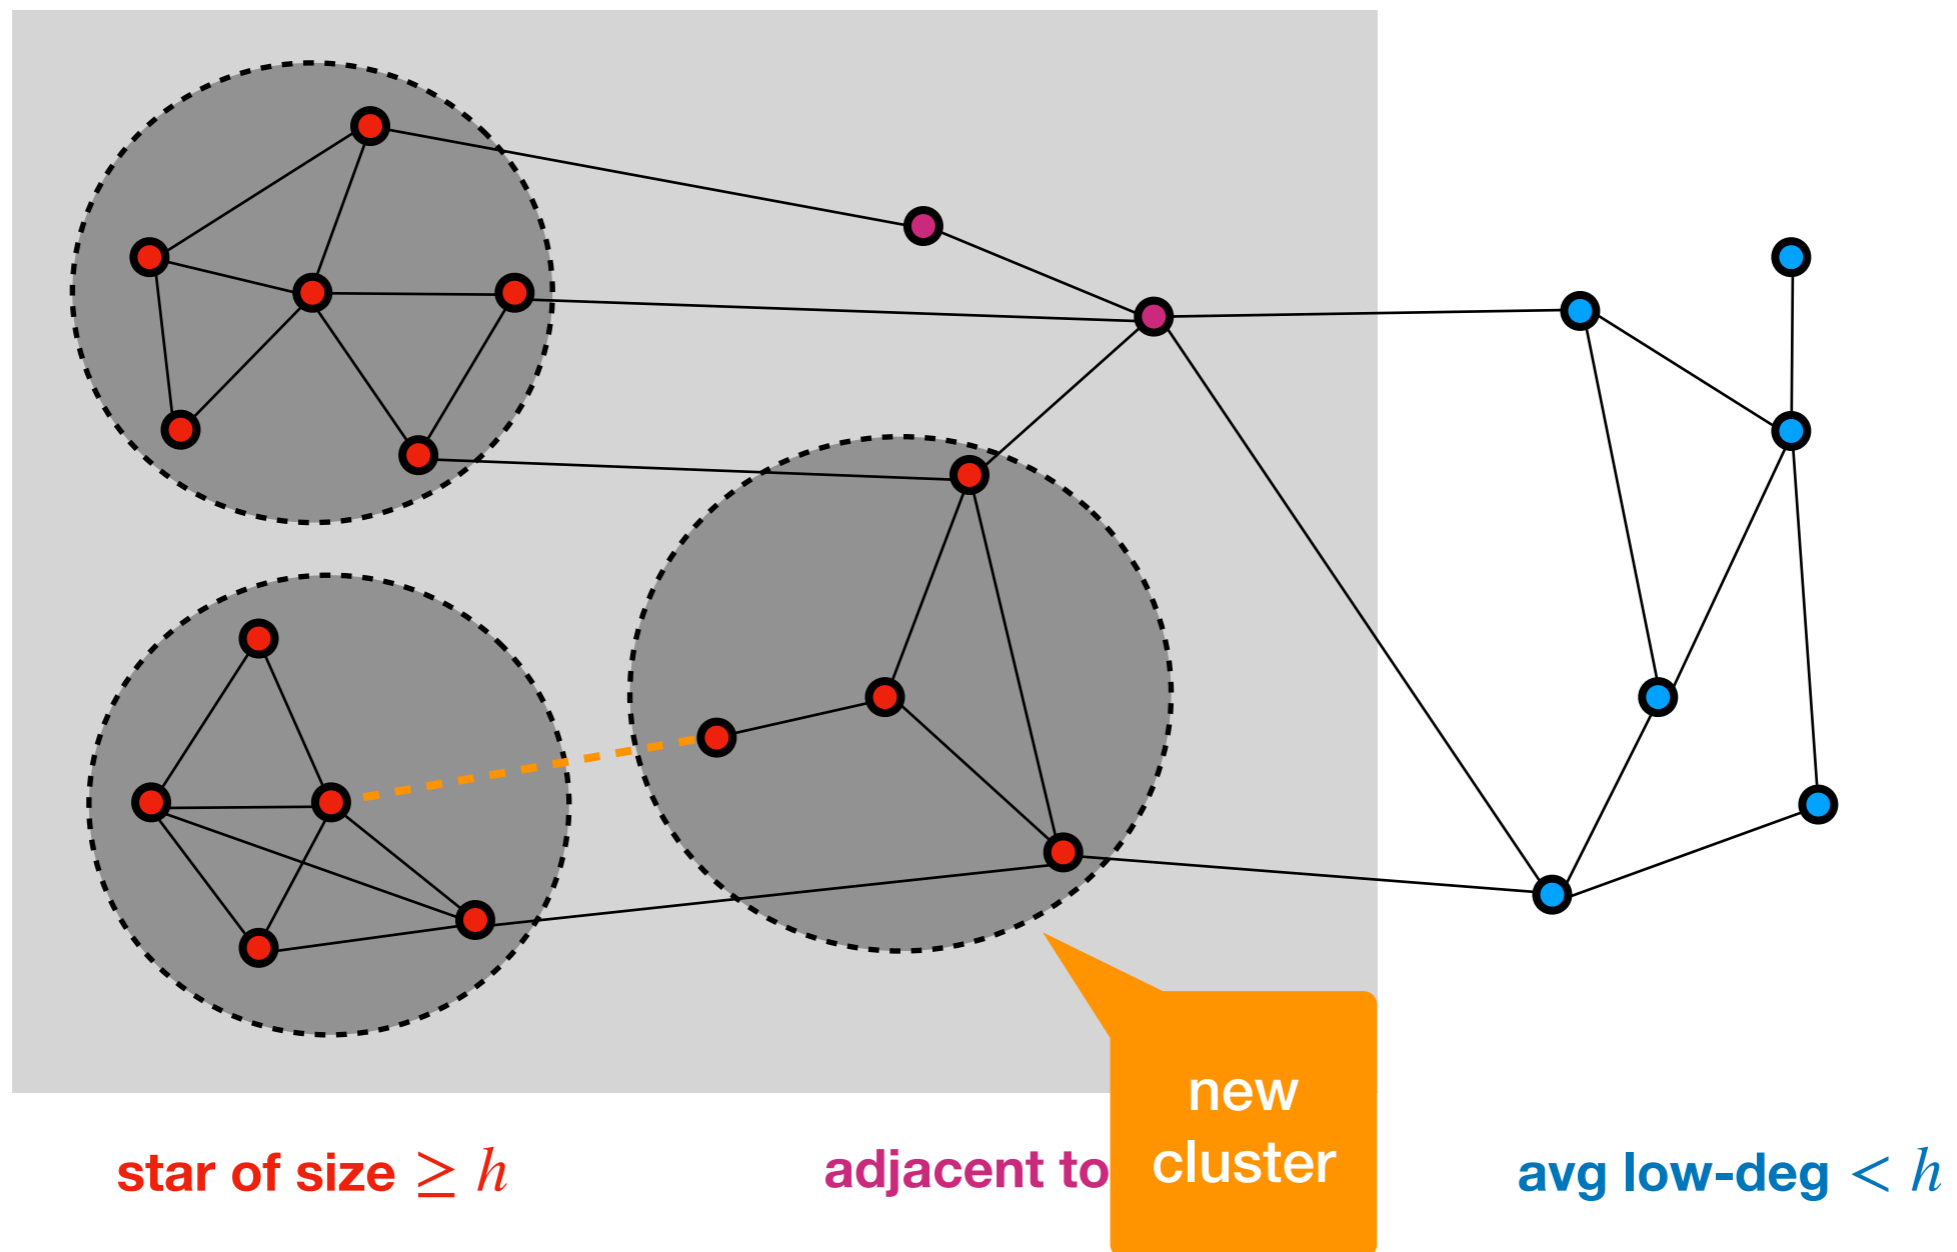 new
cluster
star of size ≥ h
adjacent to
avg low-deg < h